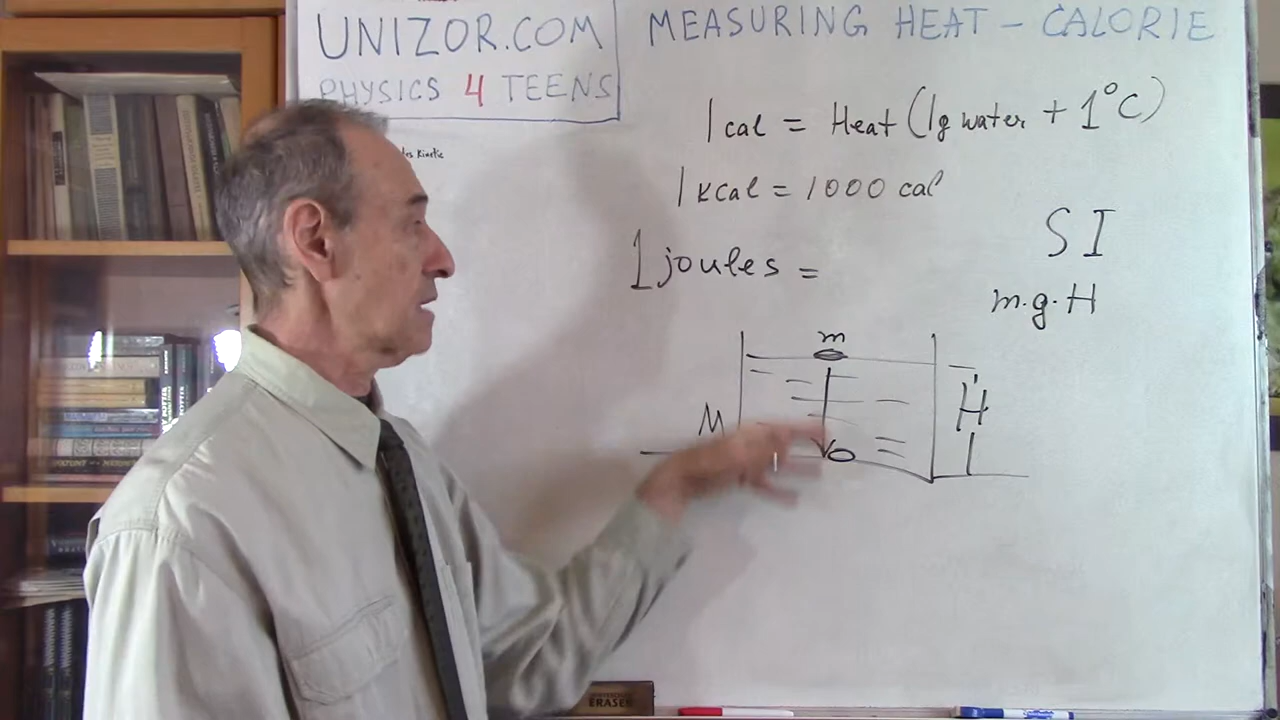 UNIZOR.COM
PHYSICS 4 TEENS
MEASURING HEAT - CALORIE
1 cal = Heat (1g water + 1°C)
Kinetic
1 kcal = 1000 cal
SI
1 joules =
m·g·H
m
H
M
ERASER